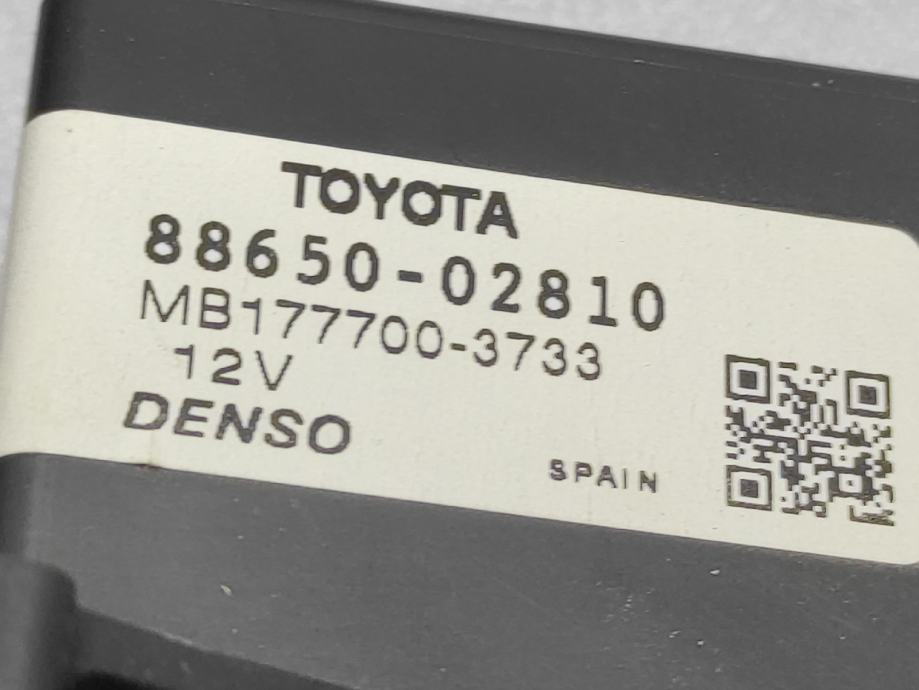 TOYOTA
88650-02810
MB177700-3733
12V
DENSO
SPAIN